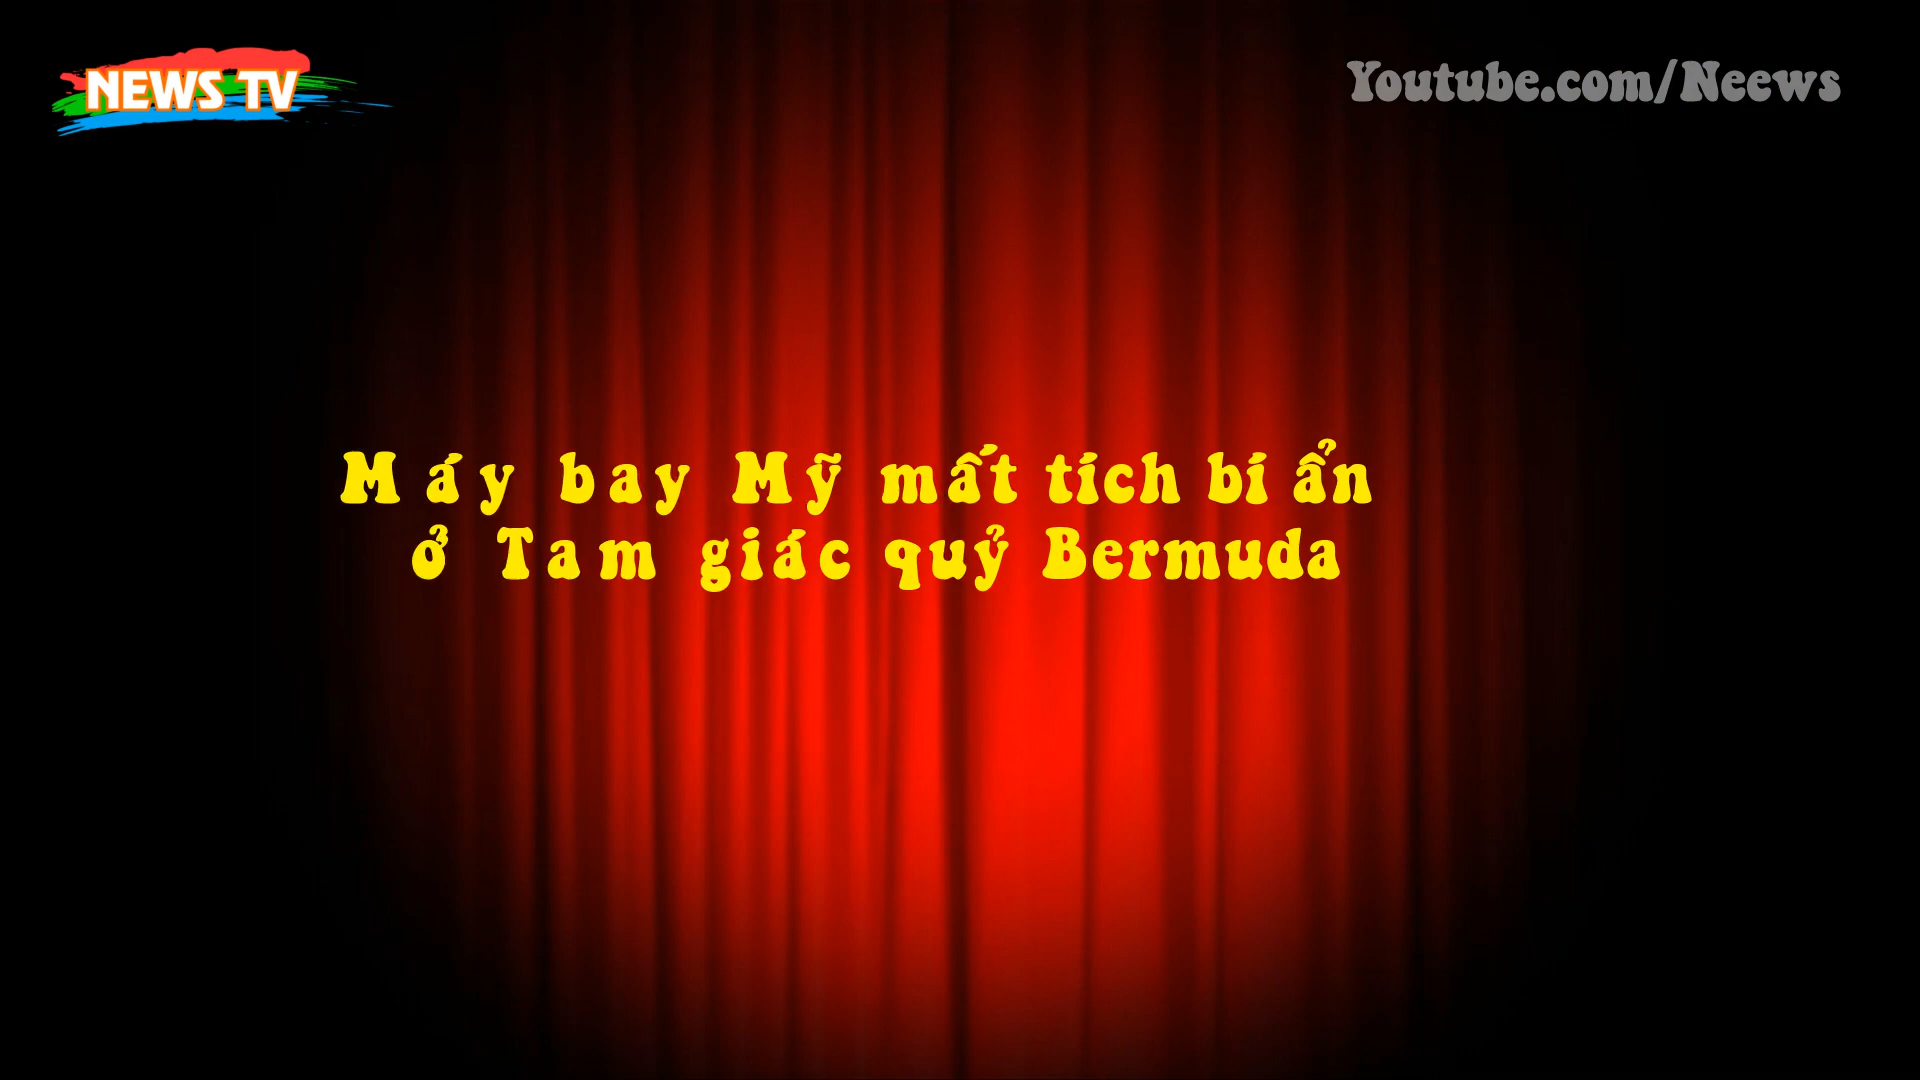 NEWS TV
Youtube.com/Neews
Máy bay Mỹ mất tích bí ẩn
ở Tam giác quỷ Bermuda